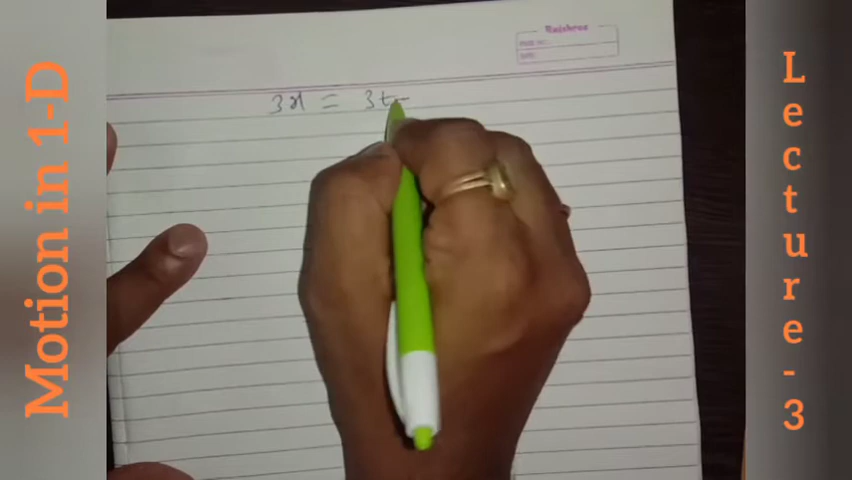 Motion in 1-D
Rajshree
3x = 3t-
Lecture-3